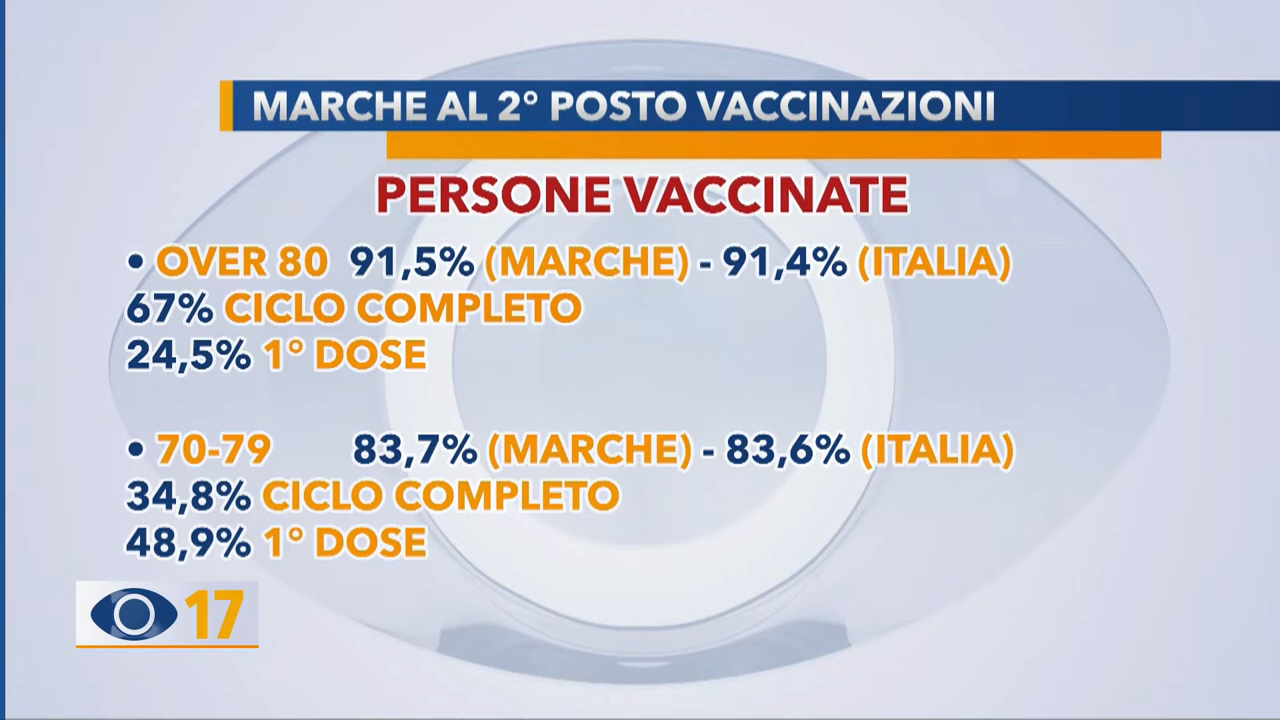 MARCHE AL 2° POSTO VACCINAZIONI
PERSONE VACCINATE
• OVER 80 91,5% (MARCHE) - 91,4% (ITALIA)
67% CICLO COMPLETO
24,5% 1° DOSE
• 70-79 83,7% (MARCHE) - 83,6% (ITALIA)
34,8% CICLO COMPLETO
48,9% 1° DOSE
17